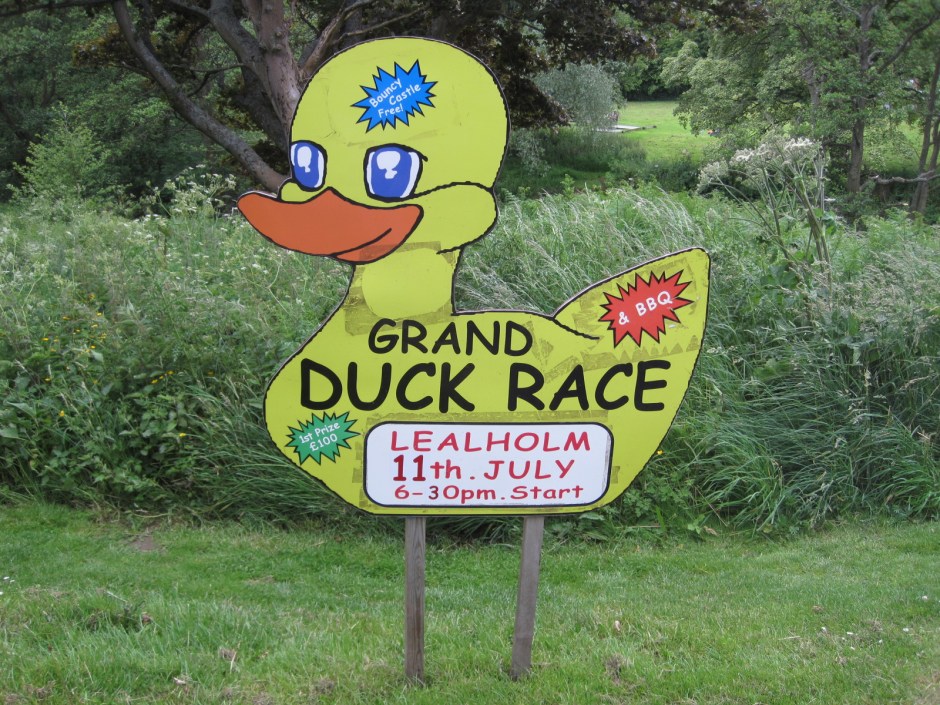 Bouncy
Castle
Free!
& BBQ
GRAND
DUCK RACE
1st Prize
£100
LEALHOLM
11th. JULY
6-30pm. Start